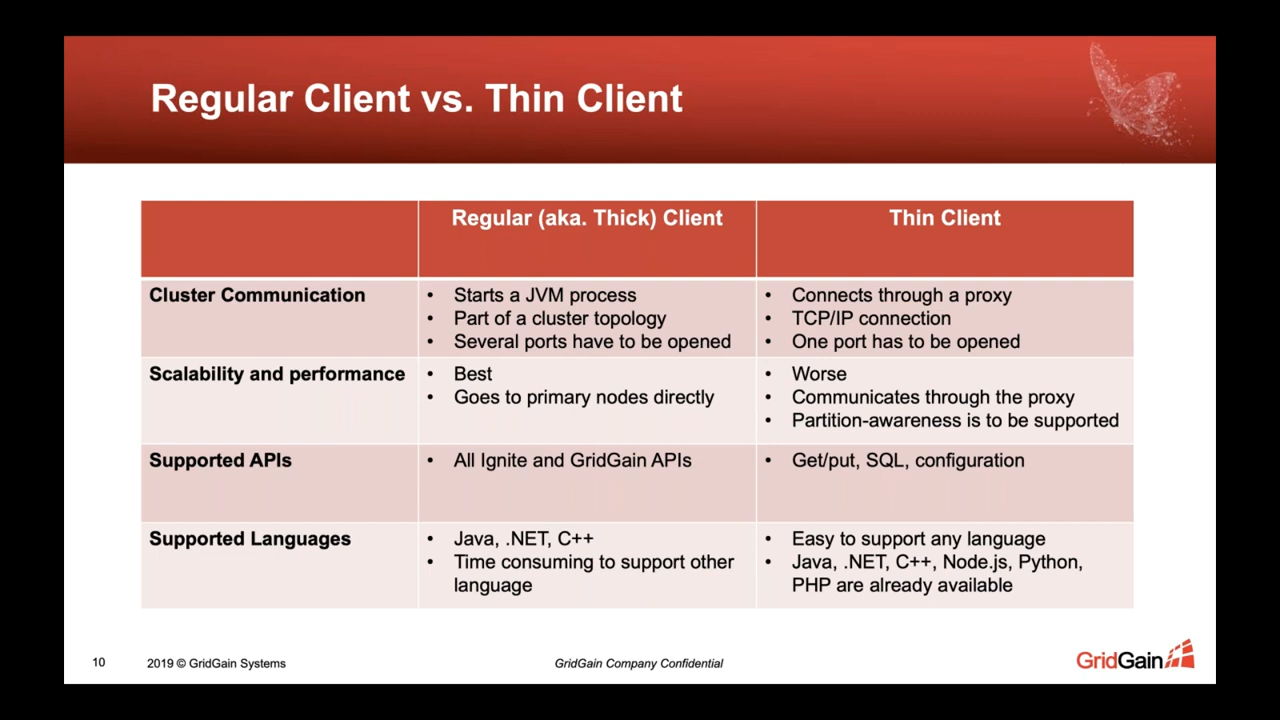 Regular Client vs. Thin Client
Regular (aka. Thick) Client
Thin Client
Cluster Communication
• Starts a JVM process
• Part of a cluster topology
• Several ports have to be opened
• Connects through a proxy
• TCP/IP connection
• One port has to be opened
Scalability and performance
• Best
• Goes to primary nodes directly
• Worse
• Communicates through the proxy
• Partition-awareness is to be supported
Supported APIs
• All Ignite and GridGain APIs
• Get/put, SQL, configuration
Supported Languages
• Java, .NET, C++
• Time consuming to support other
language
• Easy to support any language
• Java, .NET, C++, Node.js, Python,
PHP are already available
10
2019 © GridGain Systems
GridGain Company Confidential
GridGain